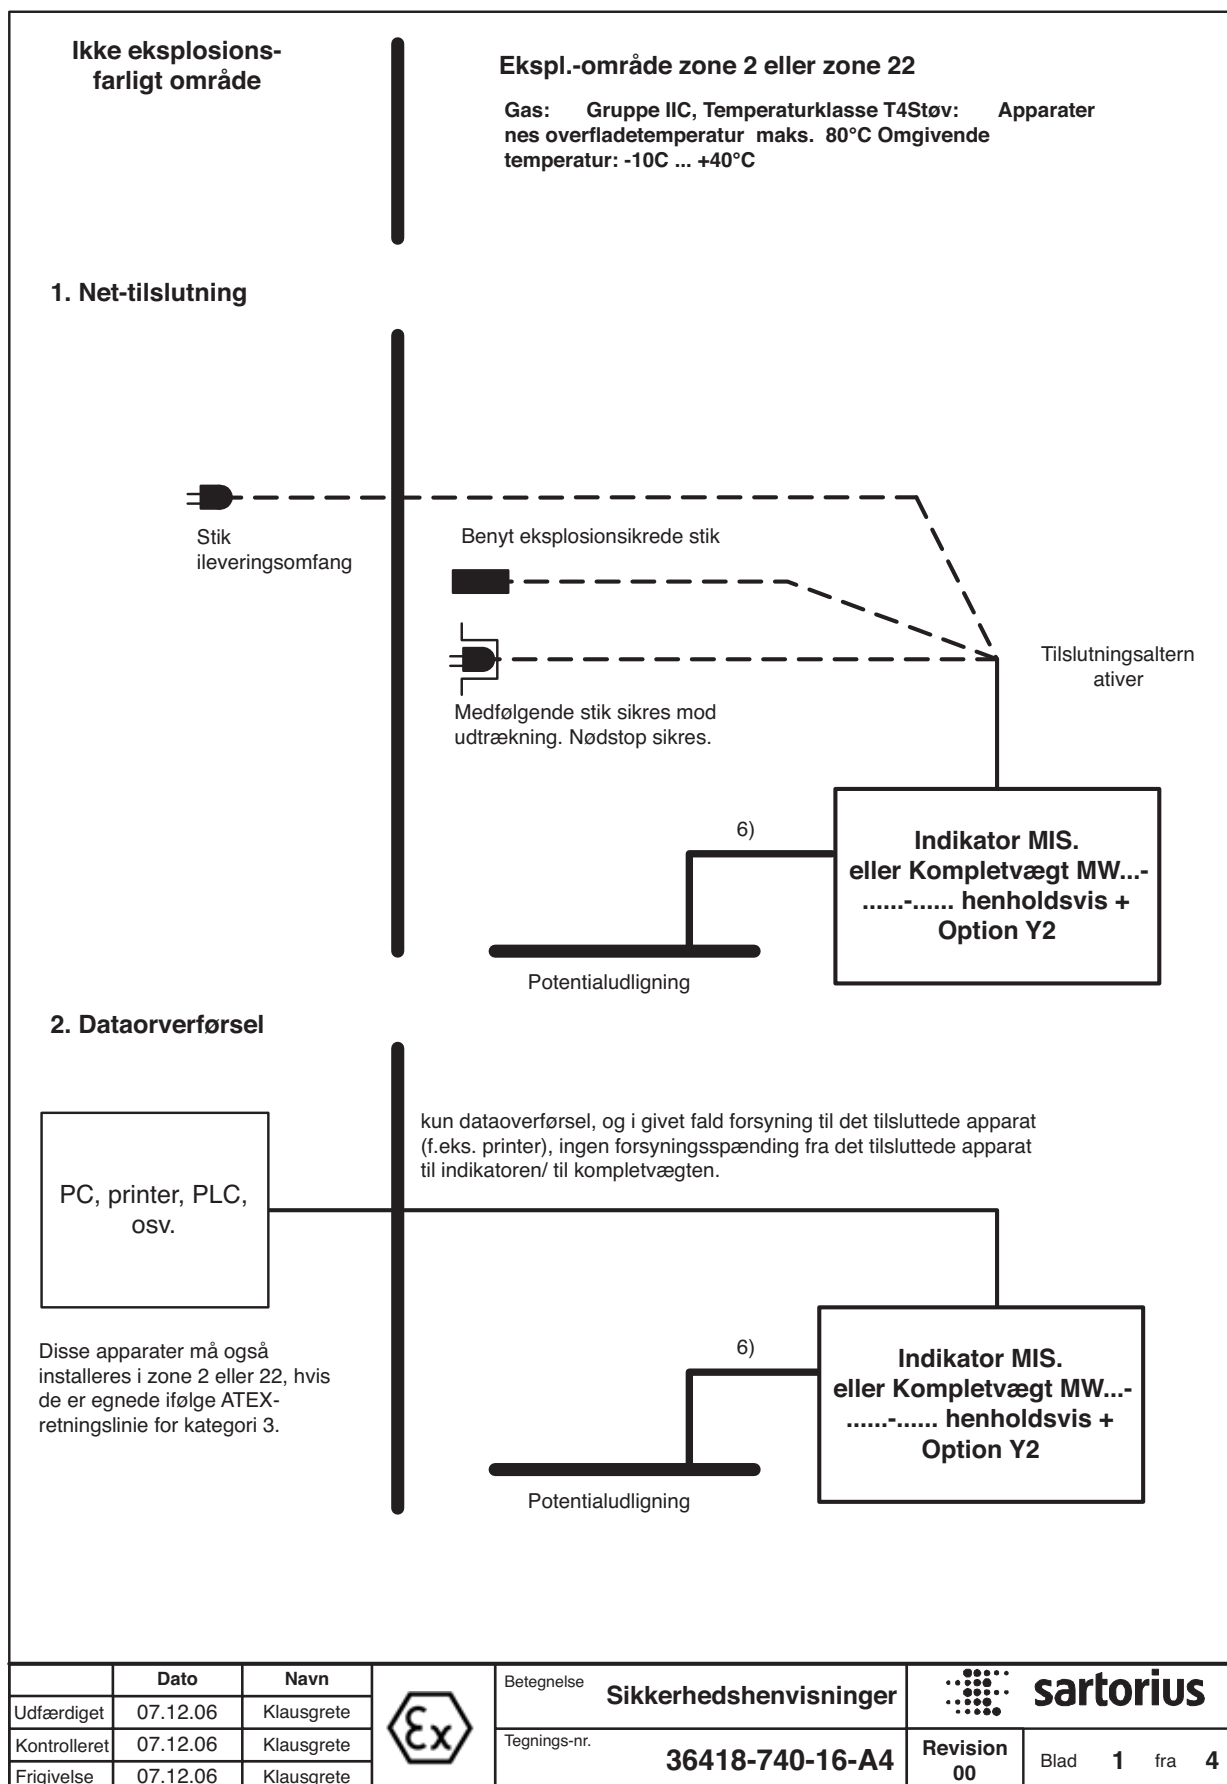 Ikke eksplosions-
farligt område
Ekspl.-område zone 2 eller zone 22
Gas: Gruppe IIC, Temperaturklasse T4Støv: Apparater
nes overfladetemperatur maks. 80°C Omgivende
temperatur: -10C ... +40°C
1. Net-tilslutning
Stik
ileveringsomfang
Benyt eksplosionsikrede stik
Medfølgende stik sikres mod
udtrækning. Nødstop sikres.
Tilslutningsaltern
ativer
6)
Indikator MIS.
eller Kompletvægt MW...-
......-...... henholdsvis +
Option Y2
Potentialudligning
2. Dataorverførsel
kun dataoverførsel, og i givet fald forsyning til det tilsluttede apparat
(f.eks. printer), ingen forsyningsspænding fra det tilsluttede apparat
til indikatoren/ til kompletvægten.
PC, printer, PLC,
osv.
Disse apparater må også
installeres i zone 2 eller 22, hvis
de er egnede ifølge ATEX-
retningslinie for kategori 3.
6)
Indikator MIS.
eller Kompletvægt MW...-
......-...... henholdsvis +
Option Y2
Potentialudligning
Dato Navn
Udfærdiget 07.12.06 Klausgrete
Kontrolleret 07.12.06 Klausgrete
Frigivelse 07.12.06 Klausgrete
Ex
Betegnelse Sikkerhedshenvisninger
Tegnings-nr. 36418-740-16-A4
sartorius
Revision
00
Blad 1 fra 4